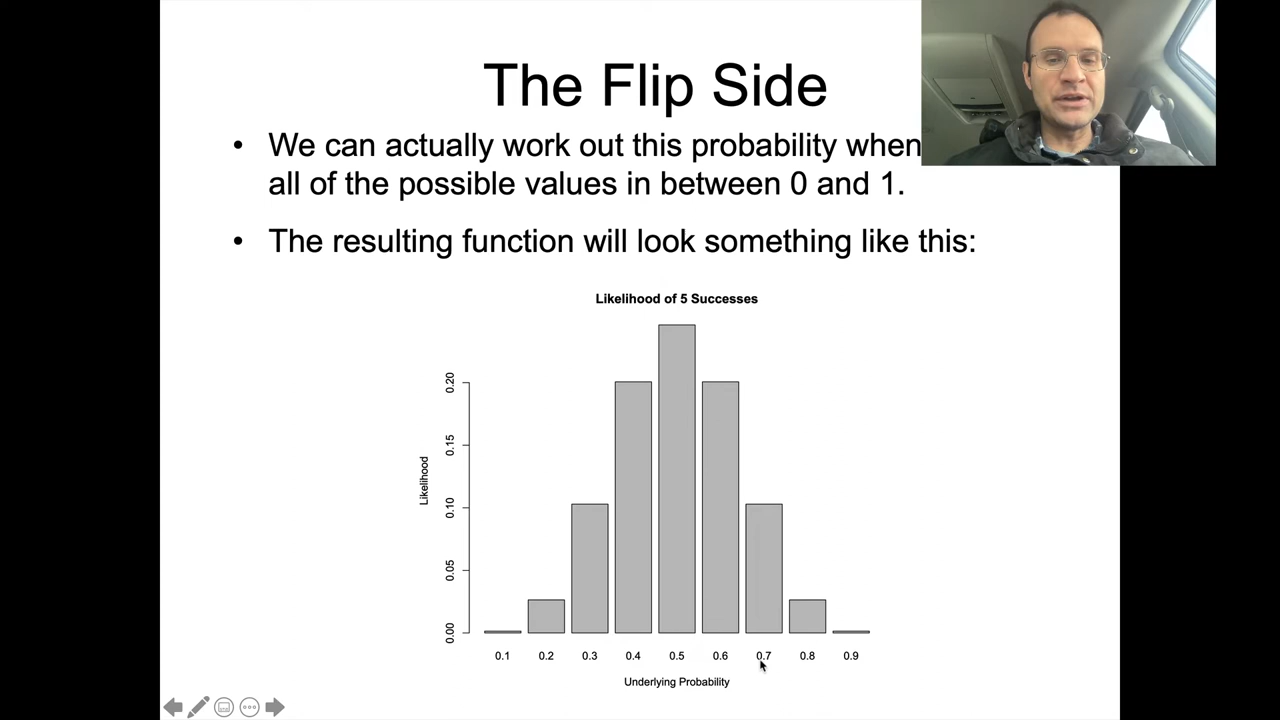 The Flip Side
• We can actually work out this probability when
all of the possible values in between 0 and 1.
• The resulting function will look something like this:
Likelihood of 5 Successes
Likelihood
0.20
0.15
0.10
0.05
0.00
0.1 0.2 0.3 0.4 0.5 0.6 0.7 0.8 0.9
Underlying Probability